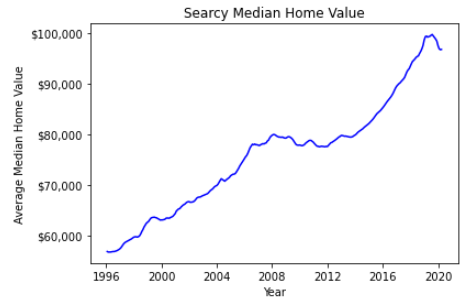 Searcy Median Home Value
$100,000
$90,000
$80,000
$70,000
$60,000
Average Median Home Value
1996 2000 2004 2008 2012 2016 2020
Year